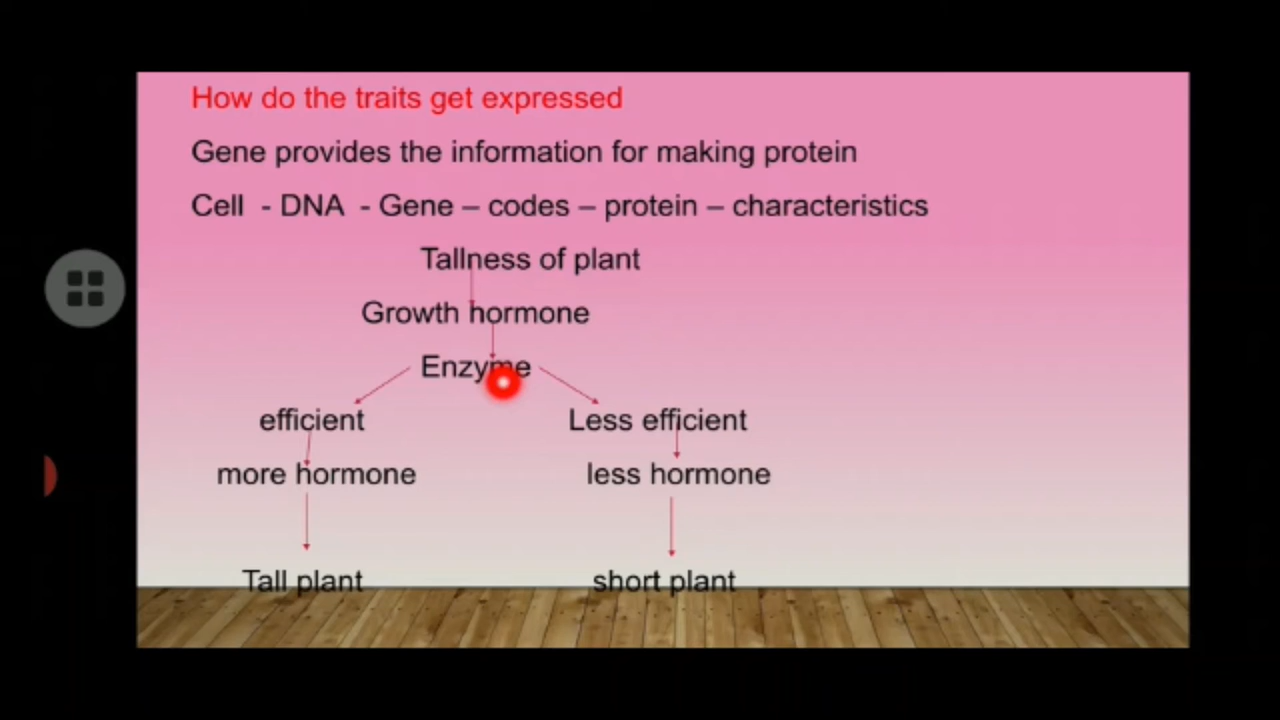 How do the traits get expressed
Gene provides the information for making protein
Cell - DNA - Gene – codes – protein – characteristics
Tallness of plant
Growth hormone
Enzyme
efficient Less efficient
more hormone less hormone
Tall plant short plant